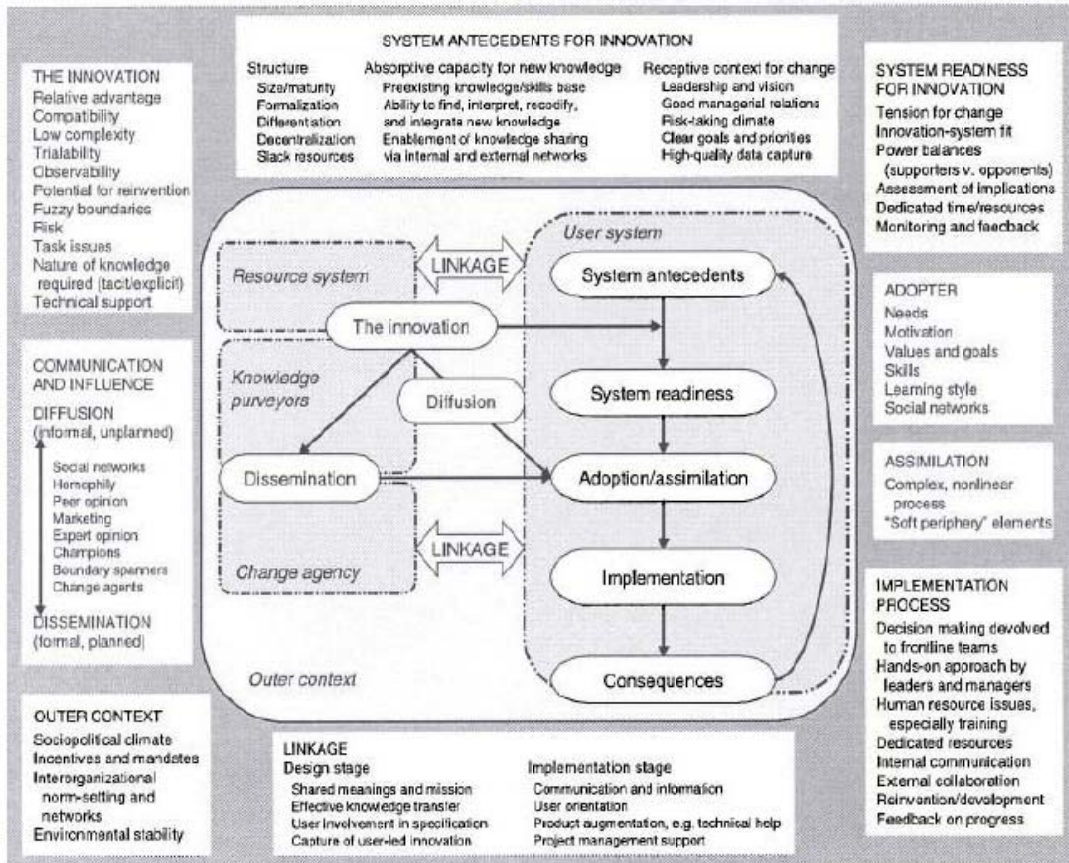 SYSTEM ANTECEDENTS FOR INNOVATION
Structure
Size/maturity
Formalization
Differentiation
Decentralization
Slack resources
Absorptive capacity for new knowledge
Preexisting knowledge/skills base
Ability to find, interpret, recodify,
and integrate new knowledge
Enablement of knowledge sharing
via internal and external networks
Receptive context for change
Leadership and vision
Good managerial relations
Risk-taking climate
Clear goals and priorities
High-quality data capture
THE INNOVATION
Relative advantage
Compatibility
Low complexity
Trialability
Observability
Potential for reinvention
Fuzzy boundaries
Risk
Task issues
Nature of knowledge
required (tacit/explicit)
Technical support
COMMUNICATION
AND INFLUENCE
DIFFUSION
(informal, unplanned)
Social networks
Homophily
Peer opinion
Marketing
Expert opinion
Champions
Boundary spanners
Change agents
DISSEMINATION
(formal, planned)
OUTER CONTEXT
Sociopolitical climate
Incentives and mandates
Interorganizational
norm-setting and
networks
Environmental stability
Resource system
LINKAGE
User system
System antecedents
The innovation
Knowledge
purveyors
Diffusion
System readiness
Dissemination
Adoption/assimilation
LINKAGE
Change agency
Implementation
Outer context
Consequences
LINKAGE
Design stage
Shared meanings and mission
Effective knowledge transfer
User involvement in specification
Capture of user-led innovation
Implementation stage
Communication and information
User orientation
Product augmentation, e.g. technical help
Project management support
SYSTEM READINESS
FOR INNOVATION
Tension for change
Innovation-system fit
Power balances
(supporters v. opponents)
Assessment of implications
Dedicated time/resources
Monitoring and feedback
ADOPTER
Needs
Motivation
Values and goals
Skills
Learning style
Social networks
ASSIMILATION
Complex, nonlinear
process
"Soft periphery" elements
IMPLEMENTATION
PROCESS
Decision making devolved
to frontline teams
Hands-on approach by
leaders and managers
Human resource issues,
especially training
Dedicated resources
Internal communication
External collaboration
Reinvention/development
Feedback on progress